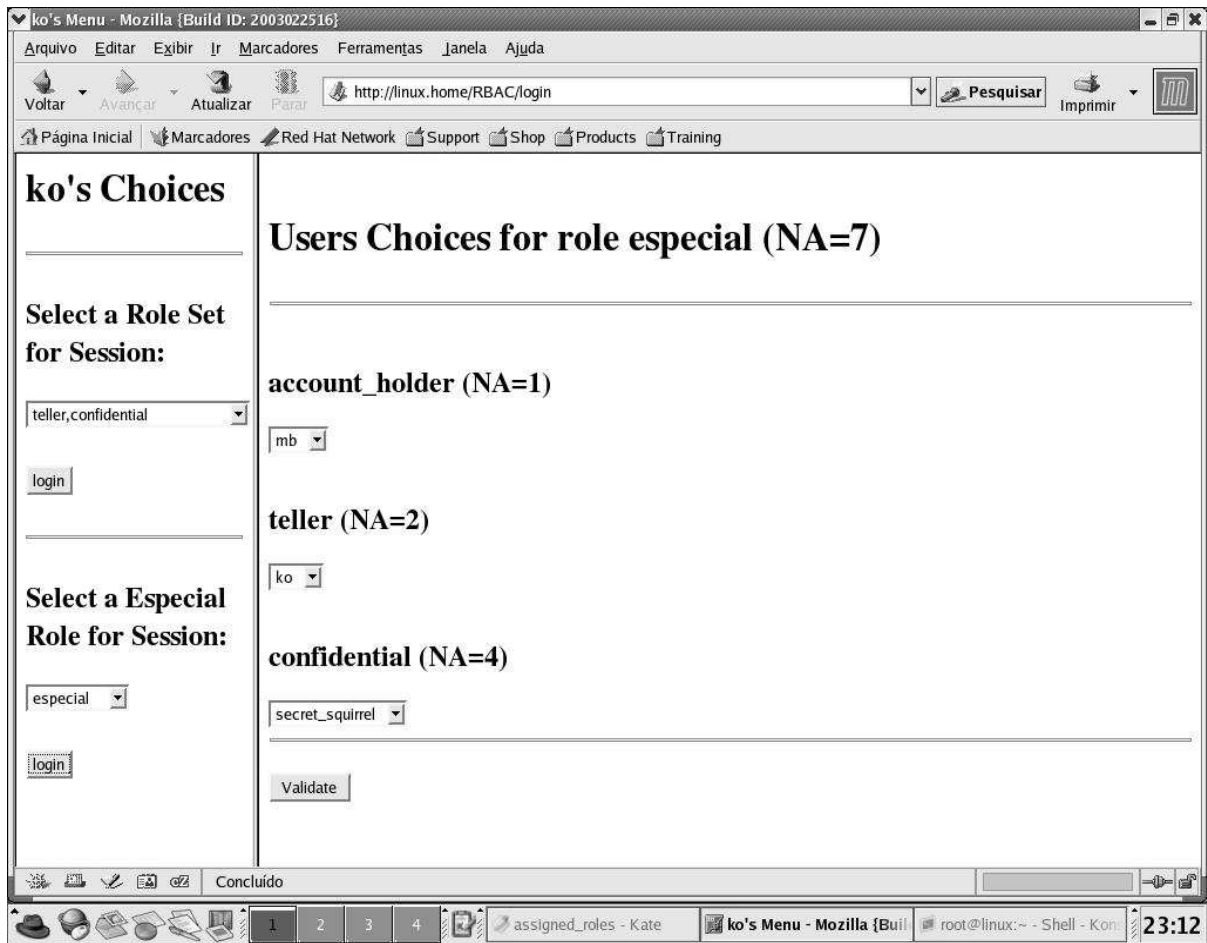 ko's Menu - Mozilla {Build ID: 2003022516}
Arquivo Editar Exibir Ir Marcadores Ferramentas Janela Ajuda
Voltar Avançar Atualizar Parar http://linux.home/RBAC/login Pesquisar Imprimir
Página Inicial Marcadores Red Hat Network Support Shop Products Training
ko's Choices
Select a Role Set
for Session:
teller,confidential
login
Select a Especial
Role for Session:
especial
login
Users Choices for role especial (NA=7)
account_holder (NA=1)
mb
teller (NA=2)
ko
confidential (NA=4)
secret_squirrel
Validate
Concluído
1 2 3 4 assigned_roles - Kate ko's Menu - Mozilla {Buil root@linux:~ - Shell - Kon 23:12